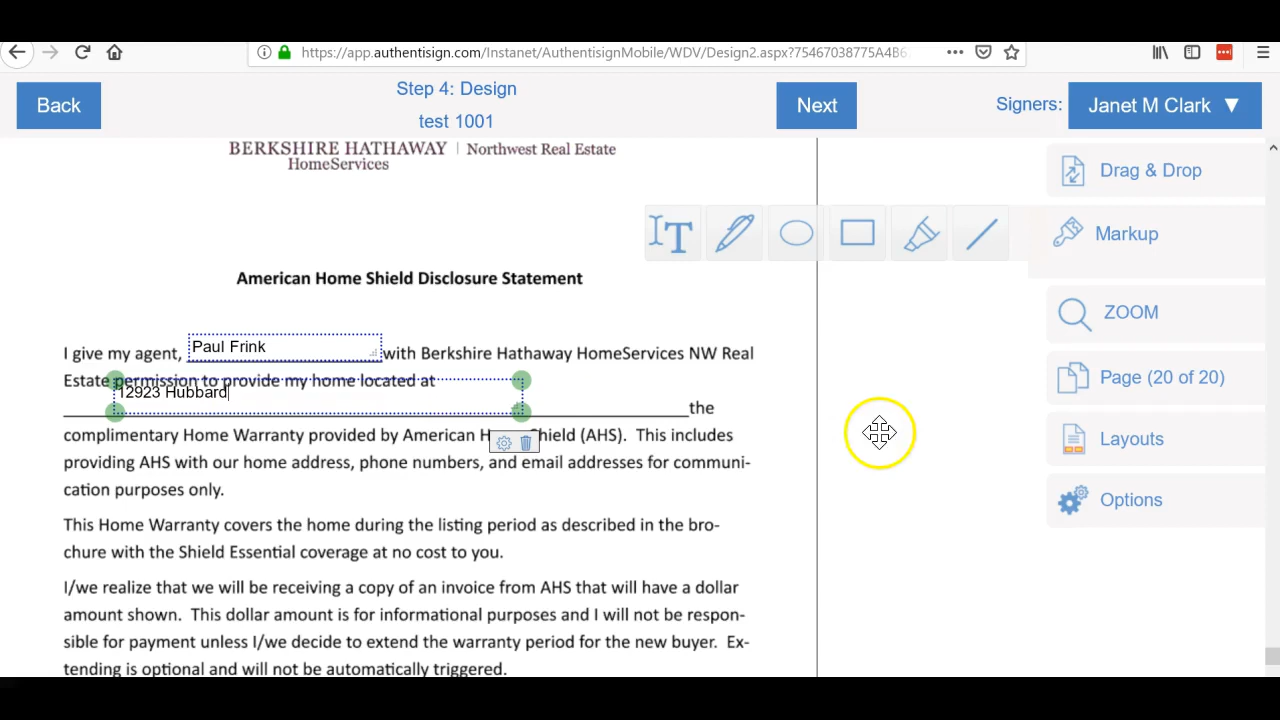 https://app.authentisign.com/Instanet/AuthentisignMobile/WDV/Design2.aspx?75467038775A4B6
Back
Step 4: Design
test 1001
Next
Signers:
Janet M Clark ▼
BERKSHIRE HATHAWAY | Northwest Real Estate
HomeServices
Drag & Drop
T
Markup
American Home Shield Disclosure Statement
ZOOM
I give my agent, Paul Frink with Berkshire Hathaway HomeServices NW Real
Estate permission to provide my home located at
12923 Hubbard
the
Page (20 of 20)
complimentary Home Warranty provided by American H Shield (AHS). This includes
Layouts
providing AHS with our home address, phone numbers, and email addresses for communi-
cation purposes only.
Options
This Home Warranty covers the home during the listing period as described in the bro-
chure with the Shield Essential coverage at no cost to you.
I/we realize that we will be receiving a copy of an invoice from AHS that will have a dollar
amount shown. This dollar amount is for informational purposes and I will not be respon-
sible for payment unless I/we decide to extend the warranty period for the new buyer. Ex-
tending is optional and will not be automatically triggered.